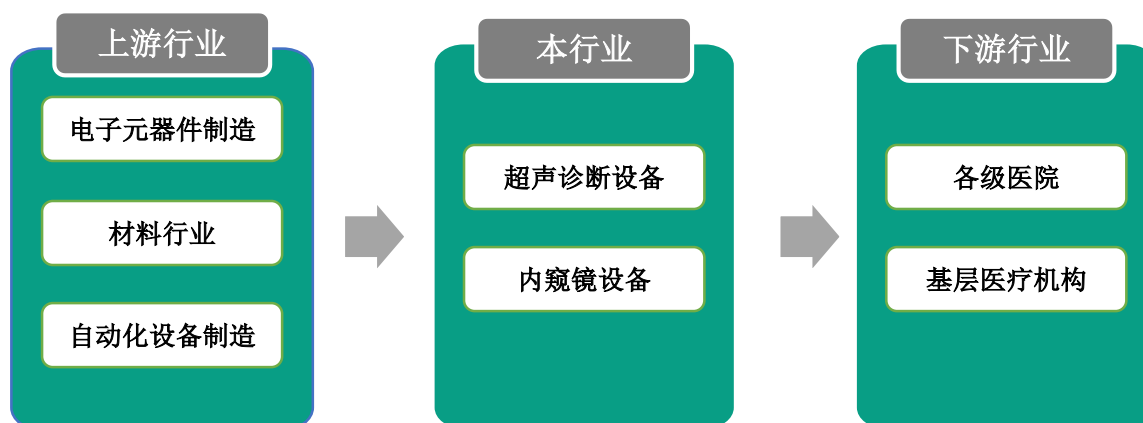 上游行业
电子元器件制造
材料行业
自动化设备制造
本行业
超声诊断设备
内窥镜设备
下游行业
各级医院
基层医疗机构